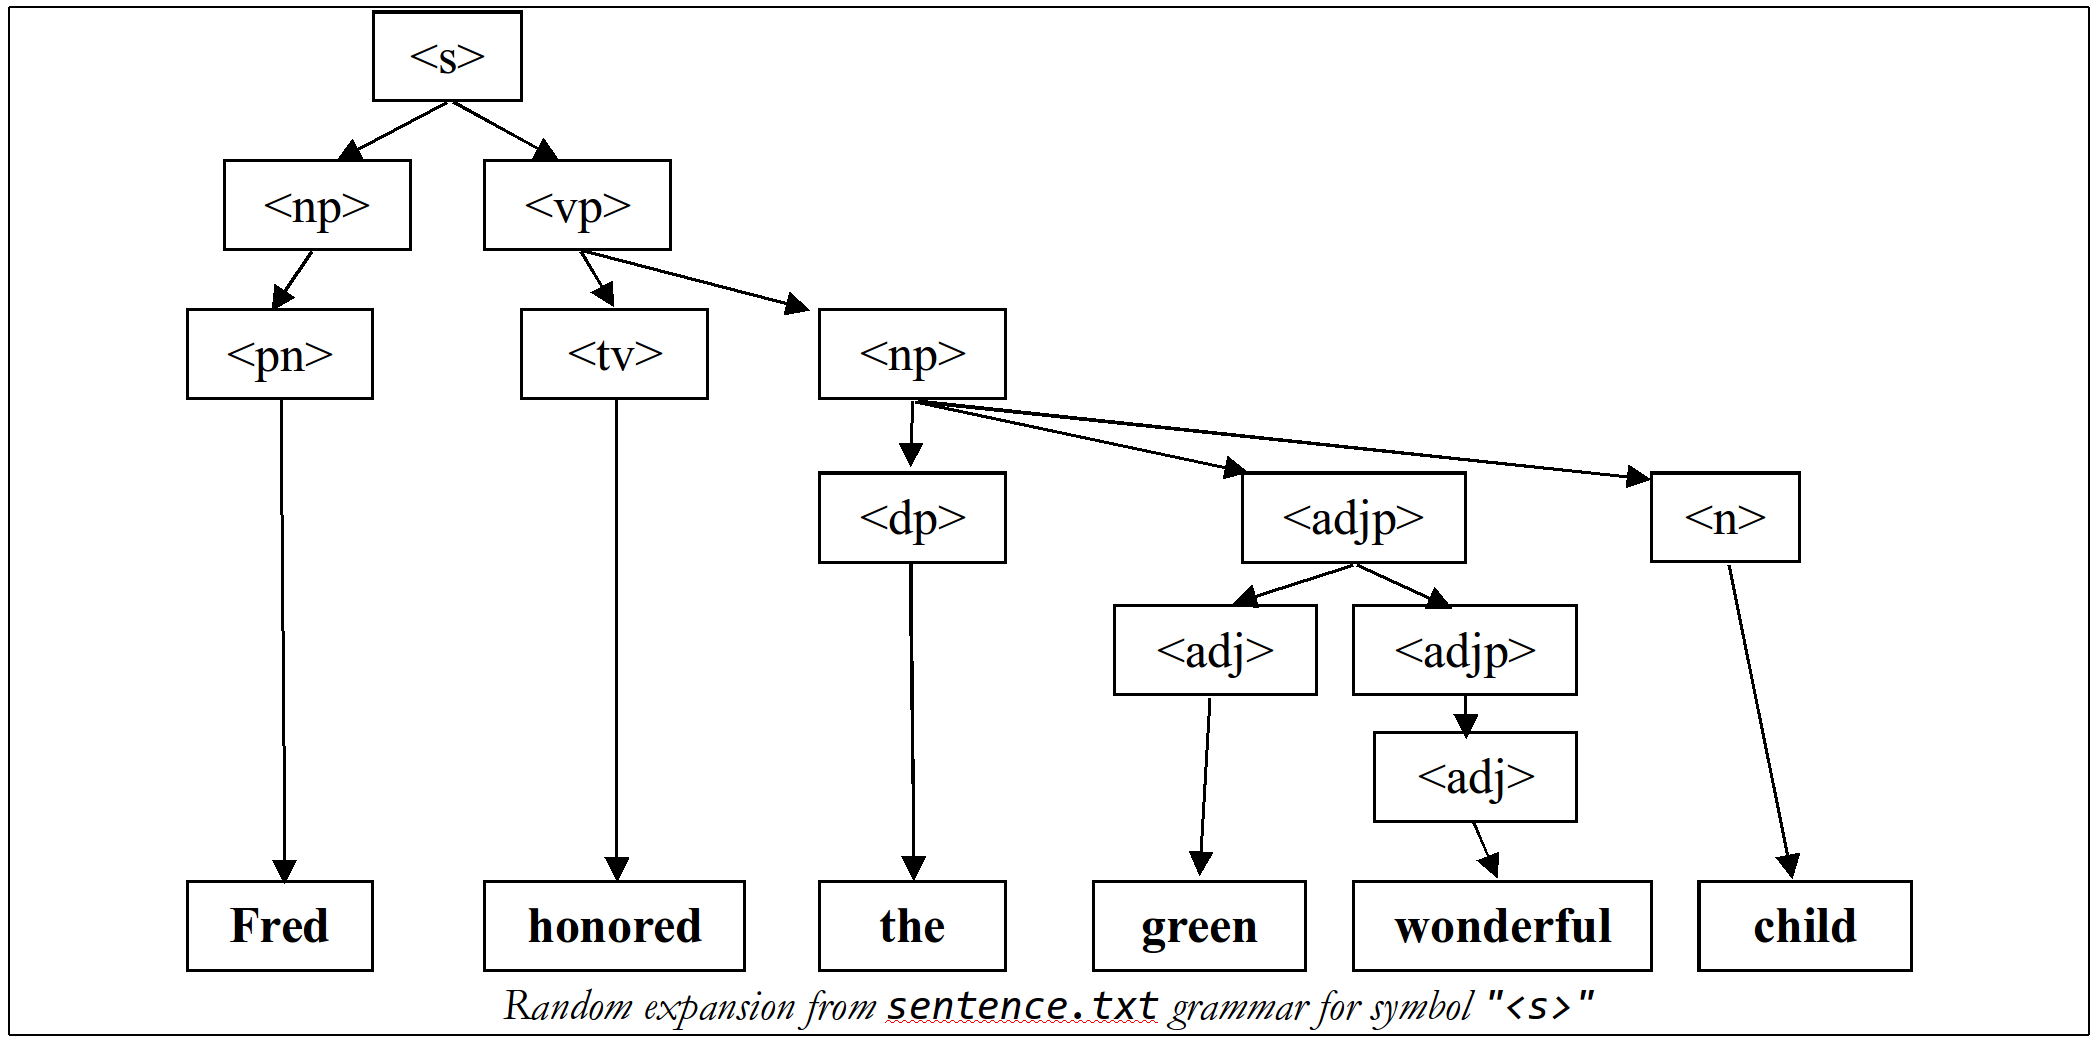 <s>
<np> <vp>
<pn> <tv> <np>
<dp> <adjp> <n>
<adj> <adjp>
<adj>
Fred honored the green wonderful child
Random expansion from sentence.txt grammar for symbol "<s>"